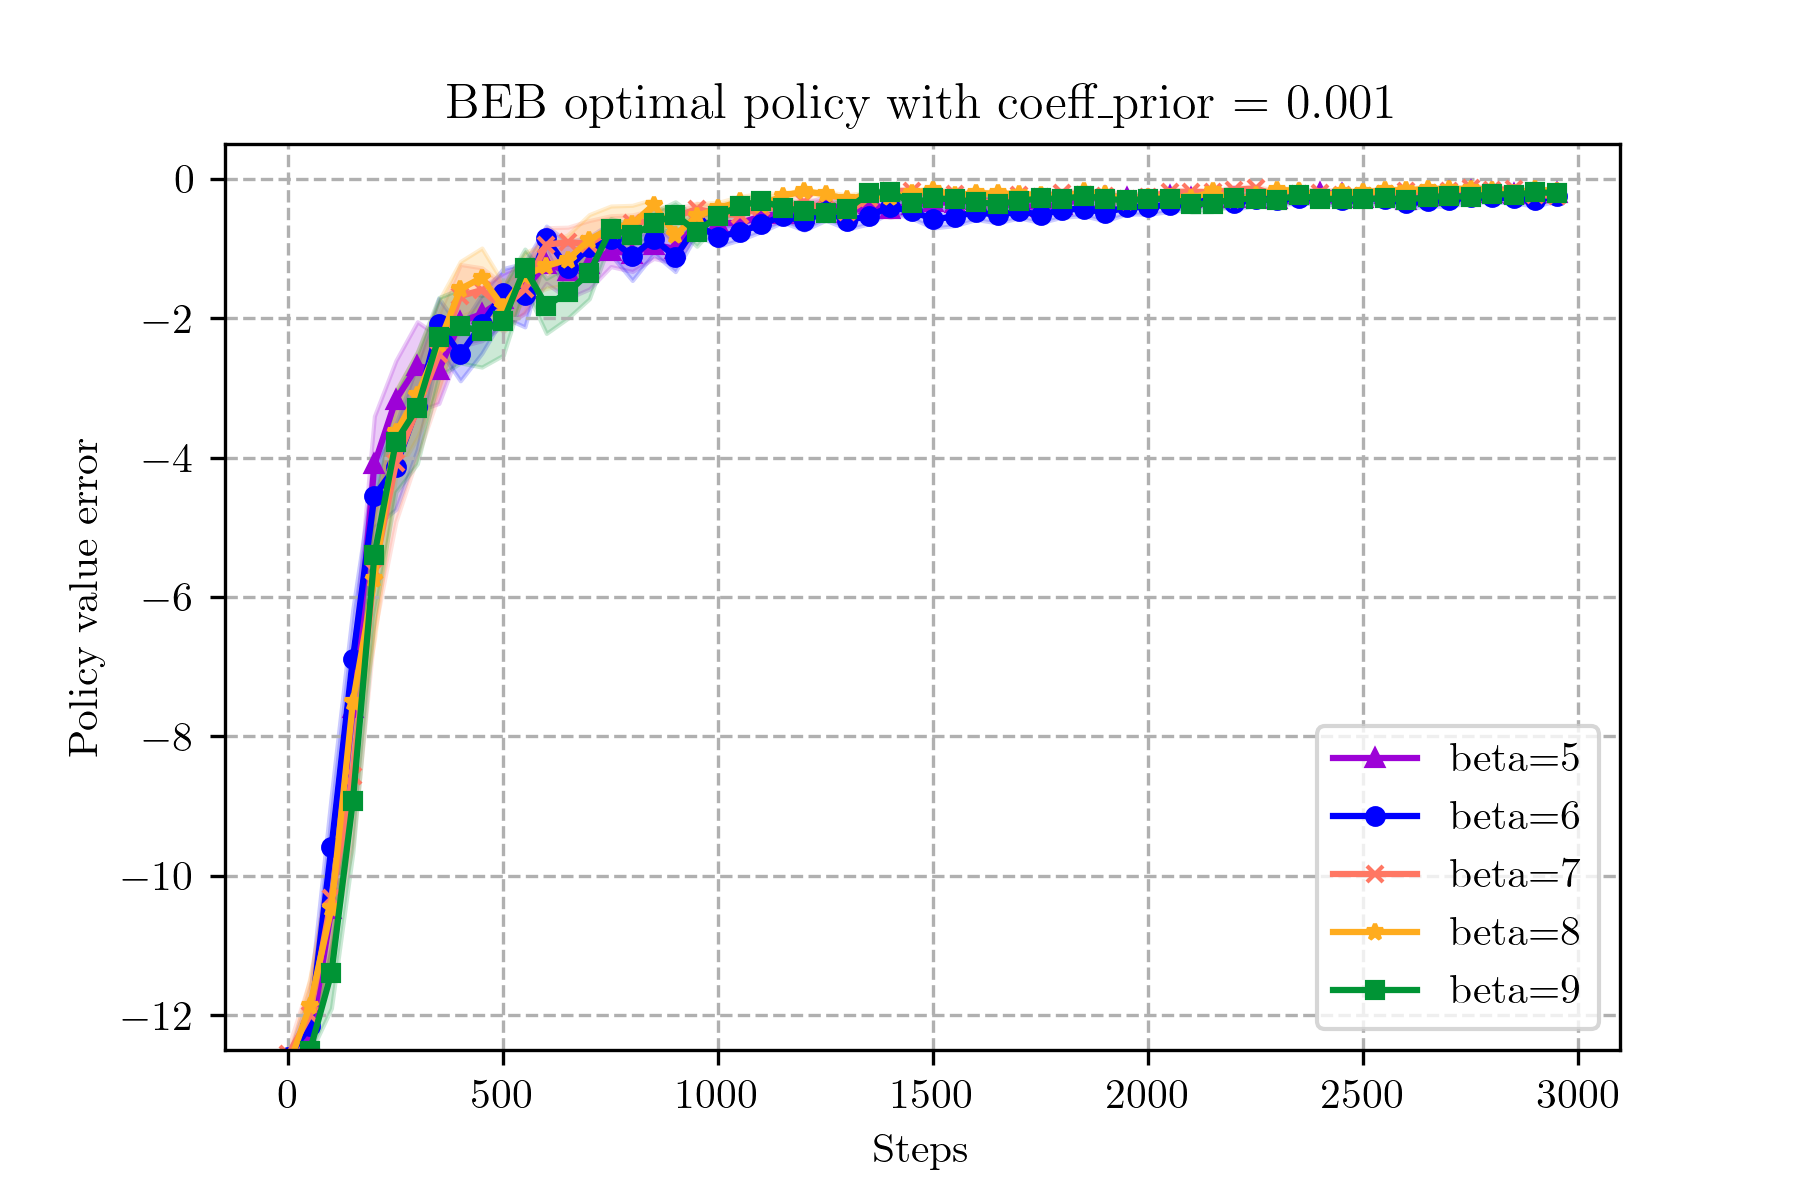 BEB optimal policy with coeff_prior = 0.001
Policy value error
0
−2
−4
−6
−8
−10
−12
beta=5
beta=6
beta=7
beta=8
beta=9
0 500 1000 1500 2000 2500 3000
Steps